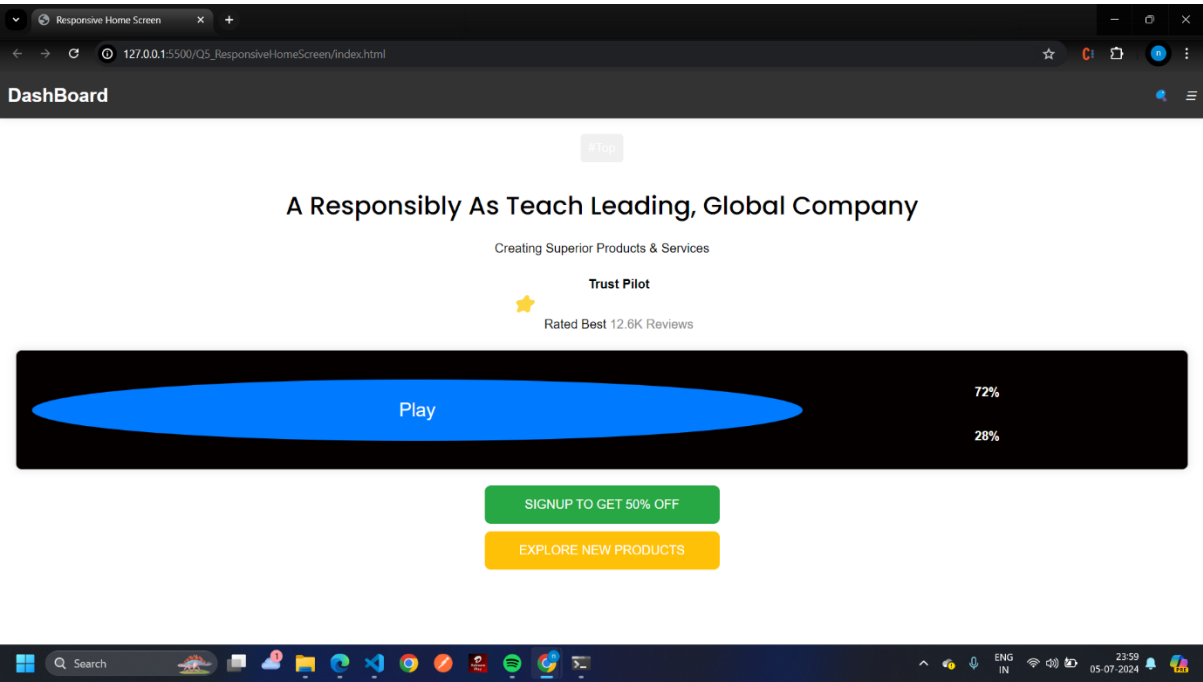 Responsive Home Screen
127.0.0.1:5500/Q5_ResponsiveHomeScreen/index.html
n
DashBoard
#Top
A Responsibly As Teach Leading, Global Company
Creating Superior Products & Services
Trust Pilot
Rated Best 12.6K Reviews
Play
72%
28%
SIGNUP TO GET 50% OFF
EXPLORE NEW PRODUCTS
Search
1
ENG
IN
23:59
05-07-2024